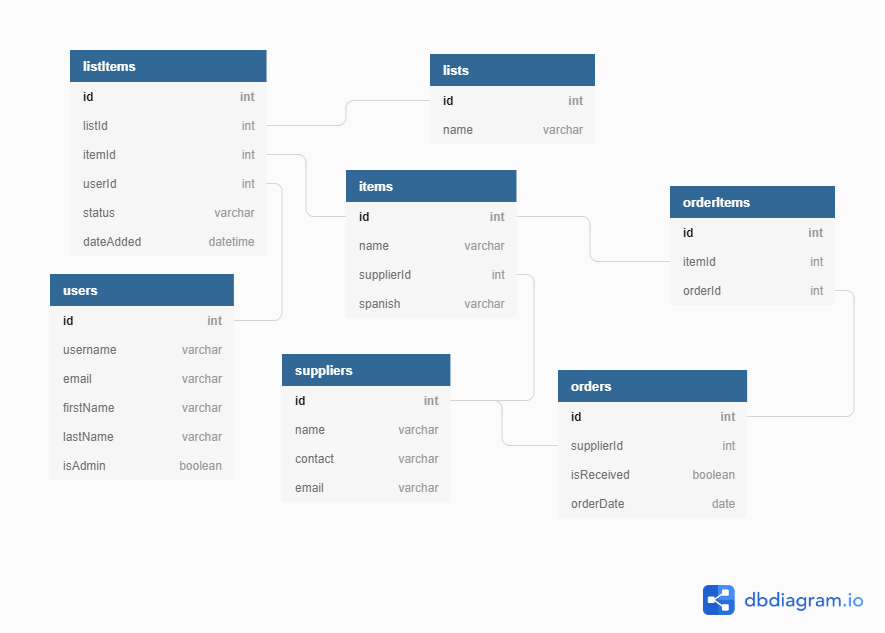 listItems
id int
listId int
itemId int
userId int
status varchar
dateAdded datetime
lists
id int
name varchar
items
id int
name varchar
supplierId int
spanish varchar
orderItems
id int
itemId int
orderId int
users
id int
username varchar
email varchar
firstName varchar
lastName varchar
isAdmin boolean
suppliers
id int
name varchar
contact varchar
email varchar
orders
id int
supplierId int
isReceived boolean
orderDate date
dbdiagram.io